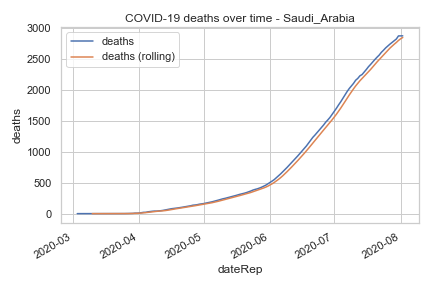 COVID-19 deaths over time - Saudi_Arabia
deaths
deaths (rolling)
3000
2500
2000
1500
1000
500
0
deaths
2020-03
2020-04
2020-05
2020-06
2020-07
2020-08
dateRep